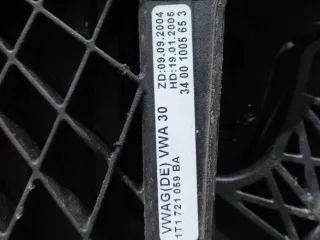 ZD:09.09.2004
HD:19.01.2005
34 00 1005 65 3
VWAG(DE) VWA 30
1T1 721 059 BA